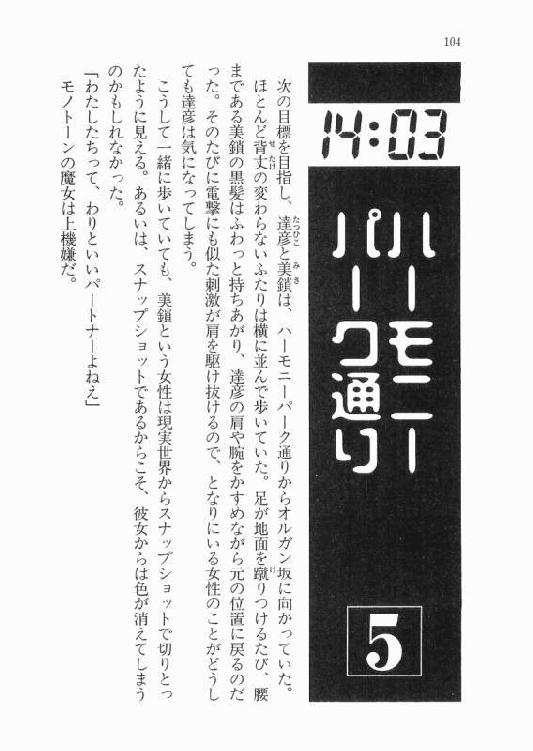 104
14:03
ハーモニー
パーク通り
5
次の目標を目指し、達彦と美鎖は、ハーモニーパーク通りからオルガン坂に向かっていた。
ほとんど背丈の変わらないふたりは横に並んで歩いていた。足が地面を蹴りつけるたび、腰
まである美鎖の黒髪はふわっと持ちあがり、達彦の肩や腕をかすめながら元の位置に戻るのだ
った。そのたびに電撃にも似た刺激が肩を駆け抜けるので、となりにいる女性のことがどうし
ても達彦は気になってしまう。
こうして一緒に歩いていても、美鎖という女性は現実世界からスナップショットで切りとっ
たように見える。あるいは、スナップショットであるからこそ、彼女からは色が消えてしまう
のかもしれなかった。
「わたしたちって、わりといいパートナーよねえ」
モノトーンの魔女は上機嫌だ。